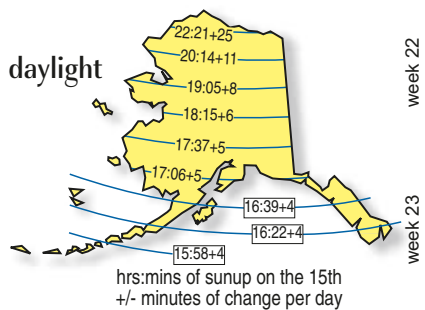 22:21+25
20:14+11
daylight
19:05+8
18:15+6
17:37+5
17:06+5
16:39+4
16:22+4
15:58+4
hrs:mins of sunup on the 15th
+/- minutes of change per day
week 22
week 23